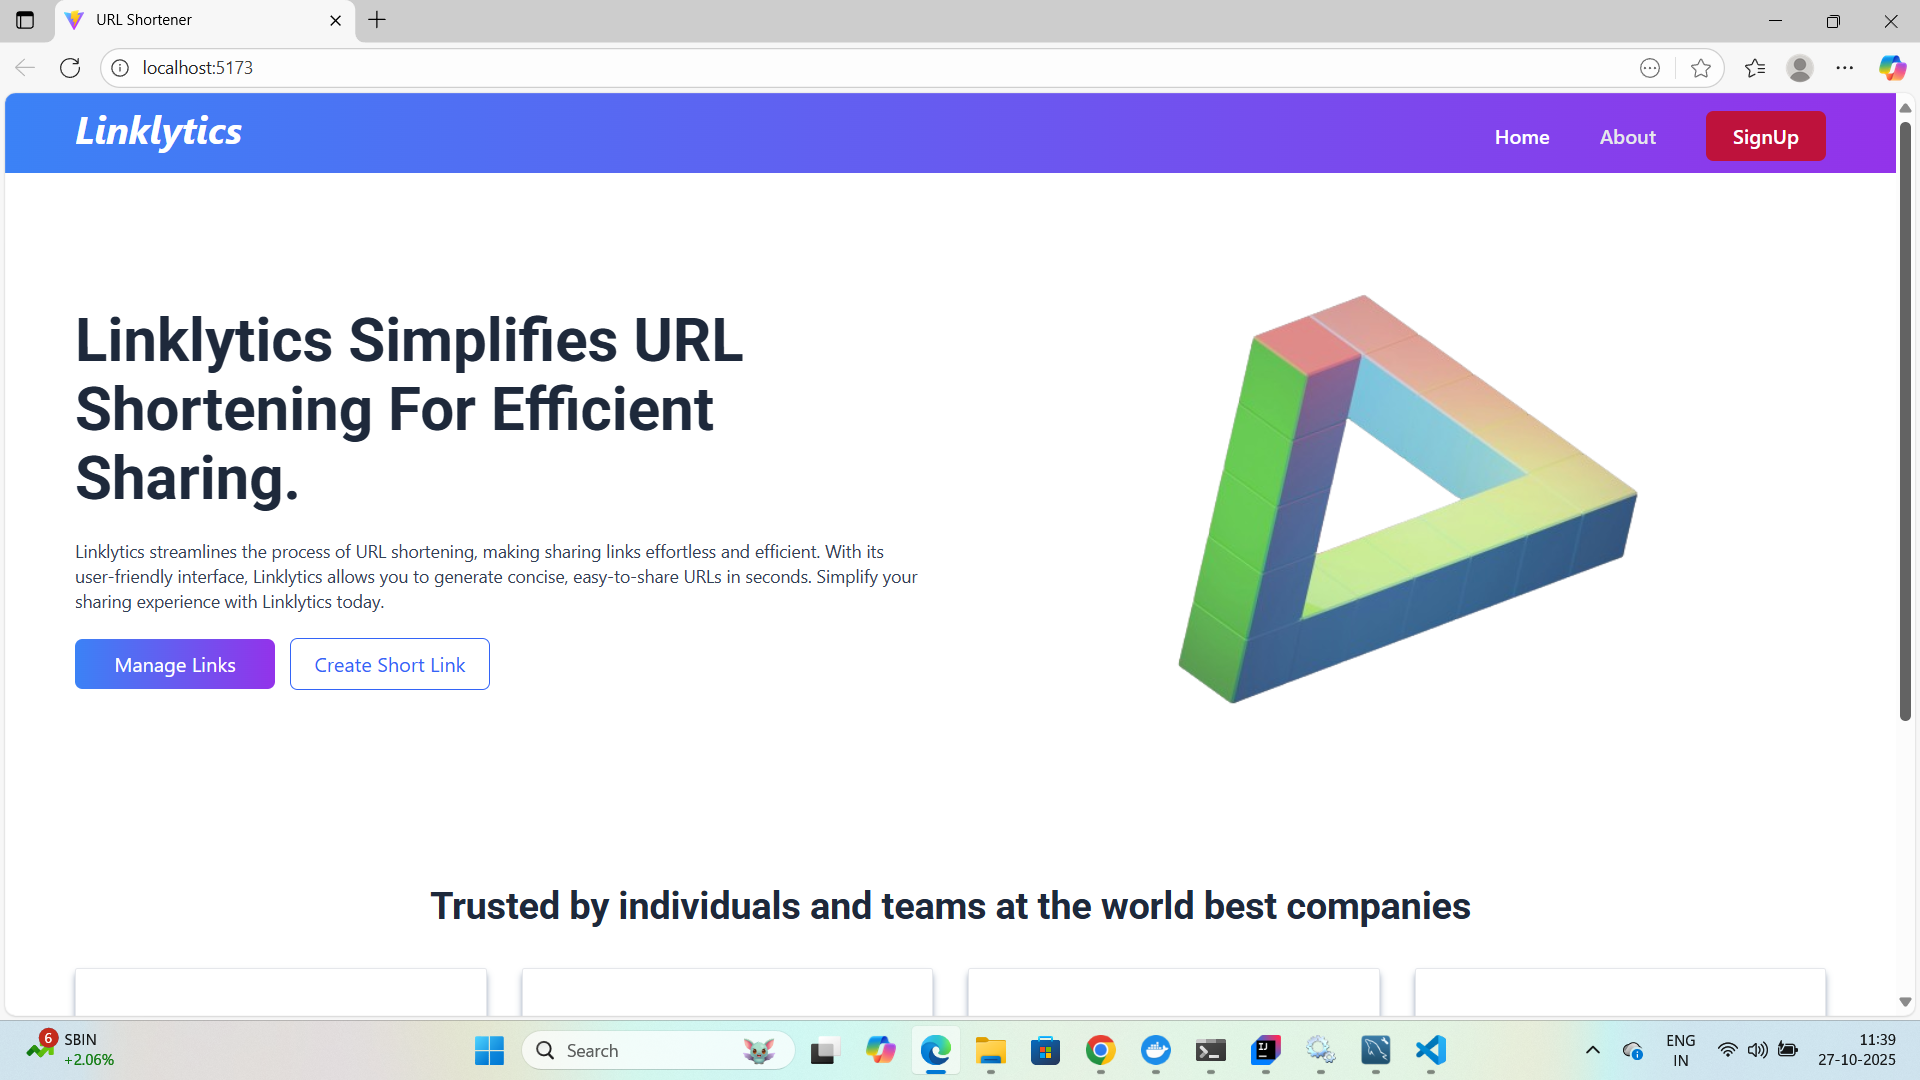 URL Shortener
localhost:5173
Linklytics
Home
About
SignUp
Linklytics Simplifies URL
Shortening For Efficient
Sharing.
Linklytics streamlines the process of URL shortening, making sharing links effortless and efficient. With its
user-friendly interface, Linklytics allows you to generate concise, easy-to-share URLs in seconds. Simplify your
sharing experience with Linklytics today.
Manage Links
Create Short Link
Trusted by individuals and teams at the world best companies
6
SBIN
+2.06%
Search
IJ
ENG
IN
11:39
27-10-2025